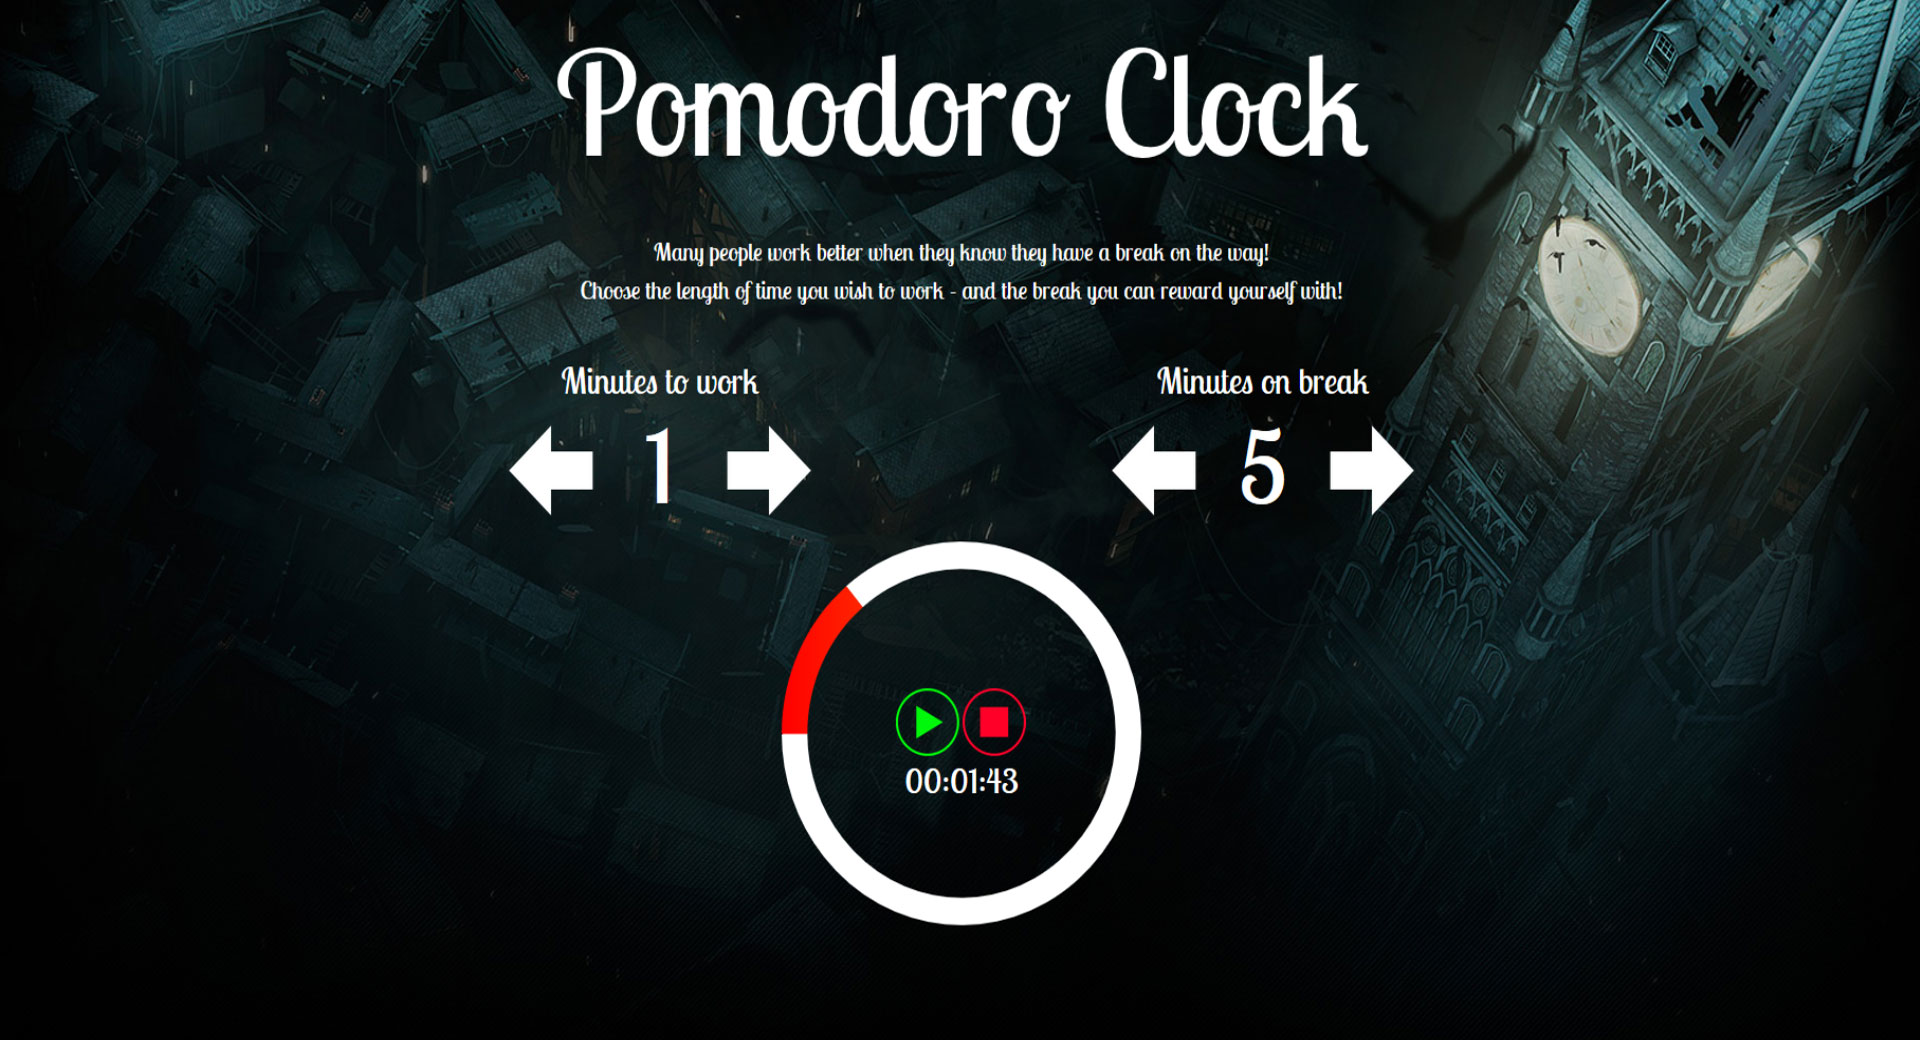 Pomodoro Clock
Many people work better when they know they have a break on the way!
Choose the length of time you wish to work - and the break you can reward yourself with!
Minutes to work
1
Minutes on break
5
00:01:43